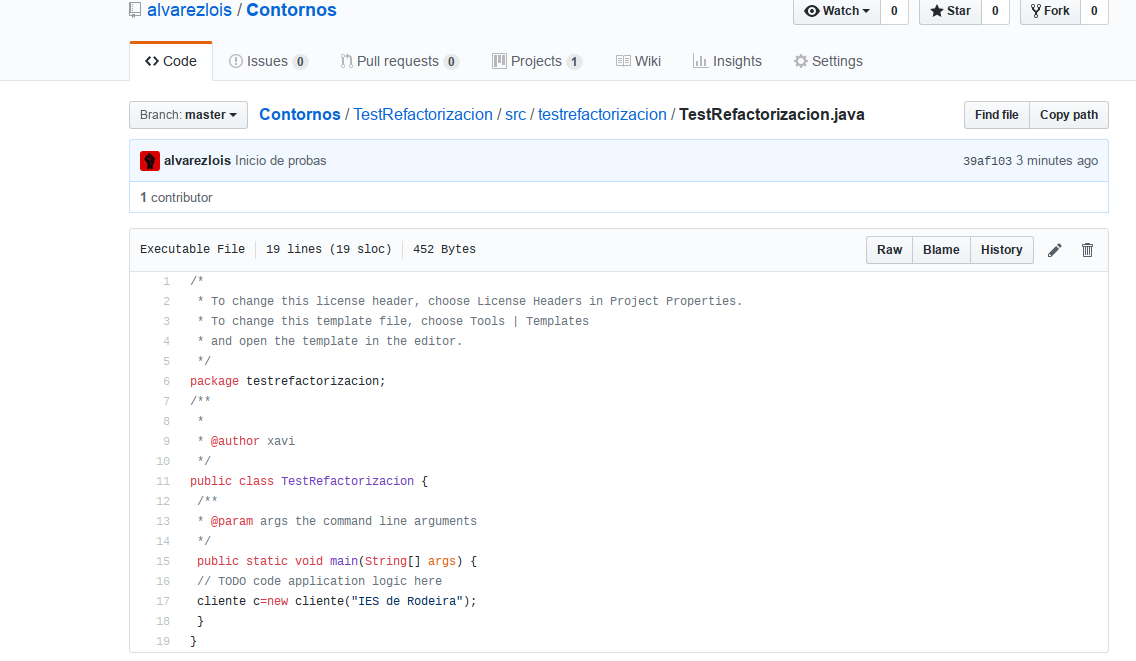 alvarezlois / Contornos
Watch 0 Star 0 Fork 0
Code Issues 0 Pull requests 0 Projects 1 Wiki Insights Settings
Branch: master Contornos / TestRefactorizacion / src / testrefactorizacion / TestRefactorizacion.java Find file Copy path
alvarezlois Inicio de probas 39af103 3 minutes ago
1 contributor
Executable File 19 lines (19 sloc) 452 Bytes Raw Blame History
1 /*
2 * To change this license header, choose License Headers in Project Properties.
3 * To change this template file, choose Tools | Templates
4 * and open the template in the editor.
5 */
6 package testrefactorizacion;
7 /**
8 *
9 * @author xavi
10 */
11 public class TestRefactorizacion {
12 /**
13 * @param args the command line arguments
14 */
15 public static void main(String[] args) {
16 // TODO code application logic here
17 cliente c=new cliente("IES de Rodeira");
18 }
19 }